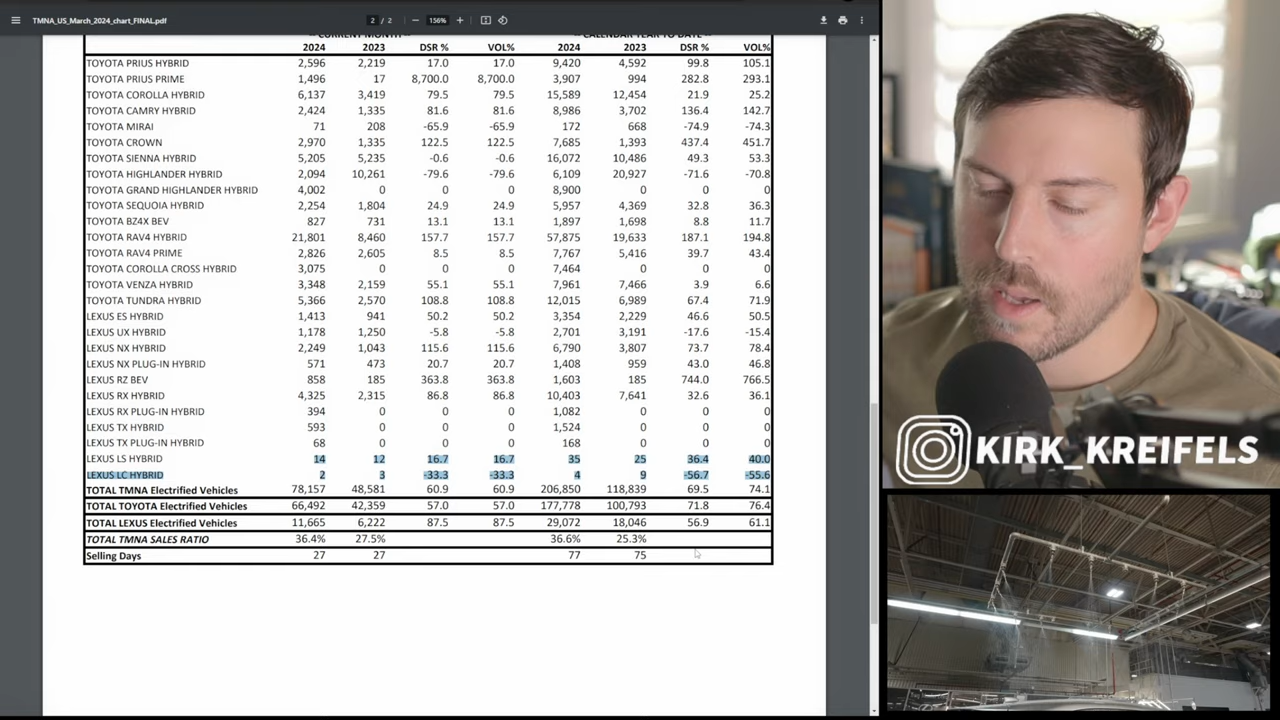 TMNA_US_March_2024_chart_FINAL.pdf 2 / 2 156%
-- CURRENT MONTH -- -- CALENDAR YEAR TO DATE --
2024 2023 DSR % VOL% 2024 2023 DSR % VOL%
TOYOTA PRIUS HYBRID 2,596 2,219 17.0 17.0 9,420 4,592 99.8 105.1
TOYOTA PRIUS PRIME 1,496 17 8,700.0 8,700.0 3,907 994 282.8 293.1
TOYOTA COROLLA HYBRID 6,137 3,419 79.5 79.5 15,589 12,454 21.9 25.2
TOYOTA CAMRY HYBRID 2,424 1,335 81.6 81.6 8,986 3,702 136.4 142.7
TOYOTA MIRAI 71 208 -65.9 -65.9 172 668 -74.9 -74.3
TOYOTA CROWN 2,970 1,335 122.5 122.5 7,685 1,393 437.4 451.7
TOYOTA SIENNA HYBRID 5,205 5,235 -0.6 -0.6 16,072 10,486 49.3 53.3
TOYOTA HIGHLANDER HYBRID 2,094 10,261 -79.6 -79.6 6,109 20,927 -71.6 -70.8
TOYOTA GRAND HIGHLANDER HYBRID 4,002 0 0 0 8,900 0 0 0
TOYOTA SEQUOIA HYBRID 2,254 1,804 24.9 24.9 5,957 4,369 32.8 36.3
TOYOTA BZ4X BEV 827 731 13.1 13.1 1,897 1,698 8.8 11.7
TOYOTA RAV4 HYBRID 21,801 8,460 157.7 157.7 57,875 19,633 187.1 194.8
TOYOTA RAV4 PRIME 2,826 2,605 8.5 8.5 7,767 5,416 39.7 43.4
TOYOTA COROLLA CROSS HYBRID 3,075 0 0 0 7,464 0 0 0
TOYOTA VENZA HYBRID 3,348 2,159 55.1 55.1 7,961 7,466 3.9 6.6
TOYOTA TUNDRA HYBRID 5,366 2,570 108.8 108.8 12,015 6,989 67.4 71.9
LEXUS ES HYBRID 1,413 941 50.2 50.2 3,354 2,229 46.6 50.5
LEXUS UX HYBRID 1,178 1,250 -5.8 -5.8 2,701 3,191 -17.6 -15.4
LEXUS NX HYBRID 2,249 1,043 115.6 115.6 6,790 3,807 73.7 78.4
LEXUS NX PLUG-IN HYBRID 571 473 20.7 20.7 1,408 959 43.0 46.8
LEXUS RZ BEV 858 185 363.8 363.8 1,603 185 744.0 766.5
LEXUS RX HYBRID 4,325 2,315 86.8 86.8 10,403 7,641 32.6 36.1
LEXUS RX PLUG-IN HYBRID 394 0 0 0 1,082 0 0 0
LEXUS TX HYBRID 593 0 0 0 1,524 0 0 0
LEXUS TX PLUG-IN HYBRID 68 0 0 0 168 0 0 0
LEXUS LS HYBRID 14 12 16.7 16.7 35 25 36.4 40.0
LEXUS LC HYBRID 2 3 -33.3 -33.3 4 9 -56.7 -55.6
TOTAL TMNA Electrified Vehicles 78,157 48,581 60.9 60.9 206,850 118,839 69.5 74.1
TOTAL TOYOTA Electrified Vehicles 66,492 42,359 57.0 57.0 177,778 100,793 71.8 76.4
TOTAL LEXUS Electrified Vehicles 11,665 6,222 87.5 87.5 29,072 18,046 56.9 61.1
TOTAL TMNA SALES RATIO 36.4% 27.5% 36.6% 25.3%
Selling Days 27 27 77 75
KIRK_KREIFELS